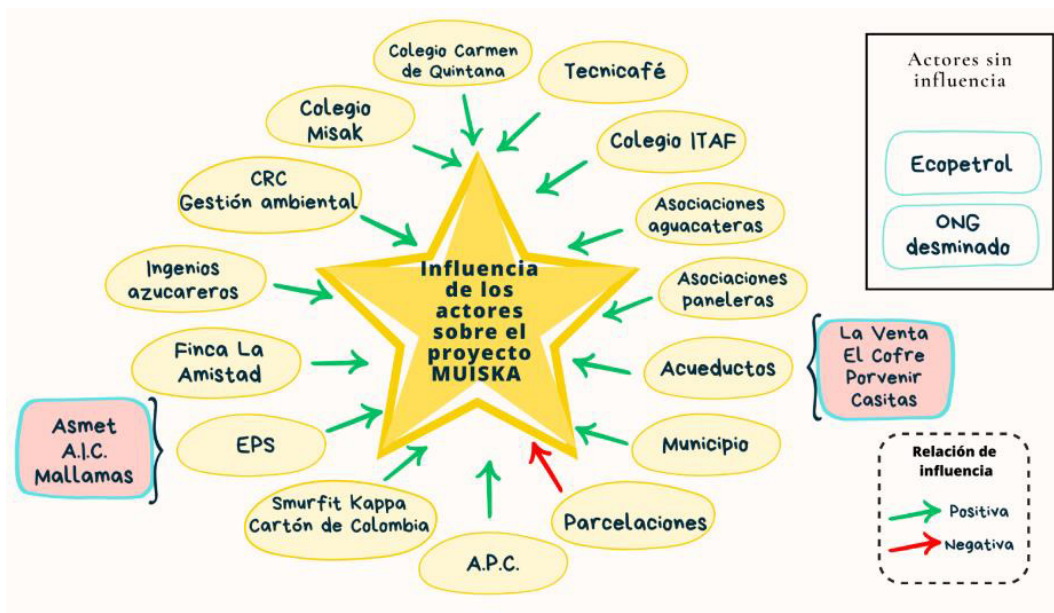 Colegio Carmen
de Quintana
Tecnicafé
Colegio
Misak
Colegio ITAF
CRC
Gestión ambiental
Asociaciones
aguacateras
Ingenios
azucareros
Asociaciones
paneleras
Finca La
Amistad
Acueductos
La Venta
El Cofre
Porvenir
Casitas
Asmet
A.I.C.
Mallamas
EPS
Municipio
Smurfit Kappa
Cartón de Colombia
Parcelaciones
A.P.C.
Influencia
de los
actores
sobre el
proyecto
MUISKA
Actores sin
influencia
Ecopetrol
ONG
desminado
Relación de
influencia
Positiva
Negativa